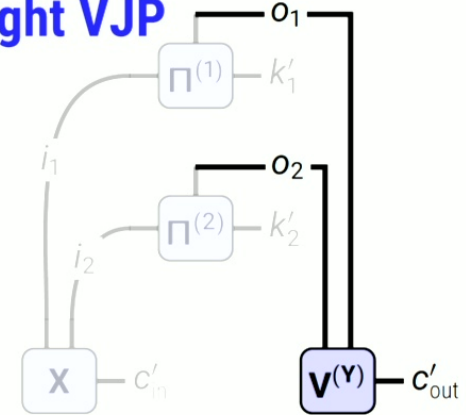 ght VJP
o₁
Π⁽¹⁾ k′₁
i₁
o₂
Π⁽²⁾ k′₂
i₂
X c′ᵢₙ
V⁽ʸ⁾ c′ₒᵤₜ